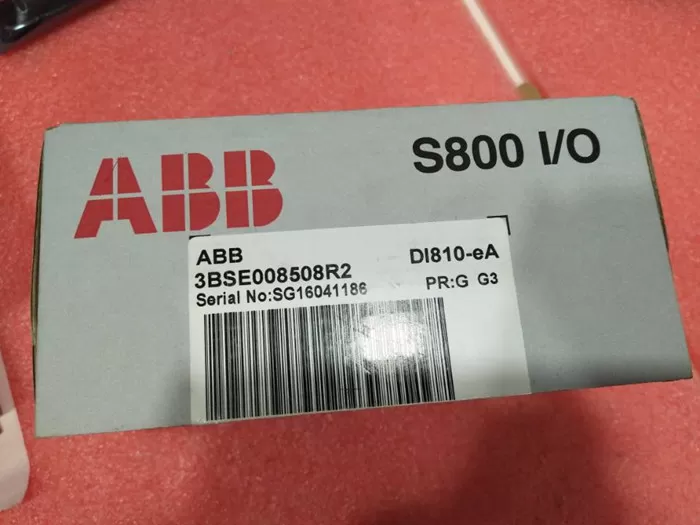 ABB
S800 I/O
ABB DI810-eA
3BSE008508R2
Serial No:SG16041186 PR:G G3